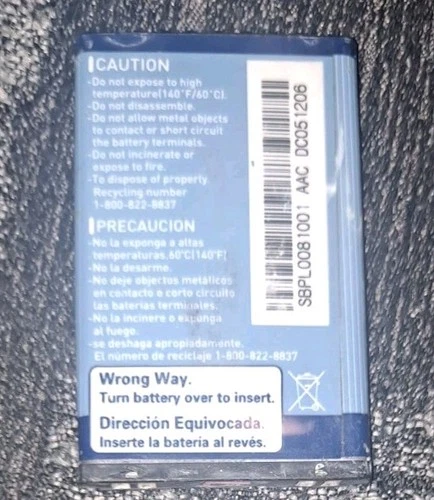 CAUTION
-Do not expose to high
temperature(140°F/60°C).
-Do not disassemble.
-Do not allow metal objects
to contact or short circuit
the battery terminals.
-Do not incinerate or
expose to fire.
-To dispose of property
Recycling number
1-800-822-8837
PRECAUCION
-No la esponga a altas
temperaturas.60°C(140°F)
-No la desarme.
-No deje objertos metáticos
en contacto o corto circuito
las baterias terminales.
-No la incinere o exponga
al fuego.
-se deshaga apropiadamente.
El número de reciclaje 1-800-822-8837
Wrong Way.
Turn battery over to insert.
Dirección Equivocada.
Inserte la batería al revés.
SBPL0081001 AAC DC051206